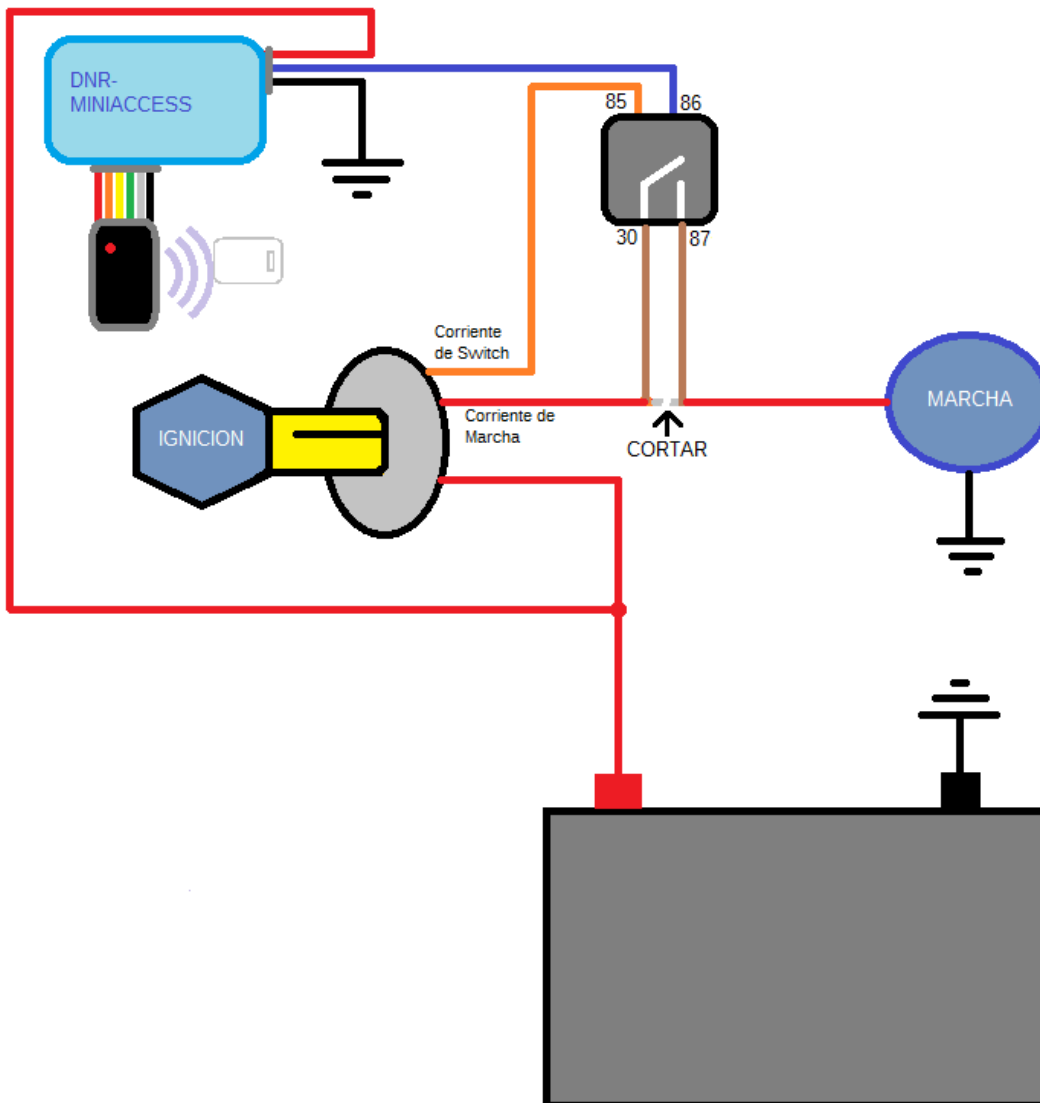 DNR-
MINIACCESS
85
86
30
87
Corriente
de Switch
IGNICION
Corriente de
Marcha
CORTAR
MARCHA